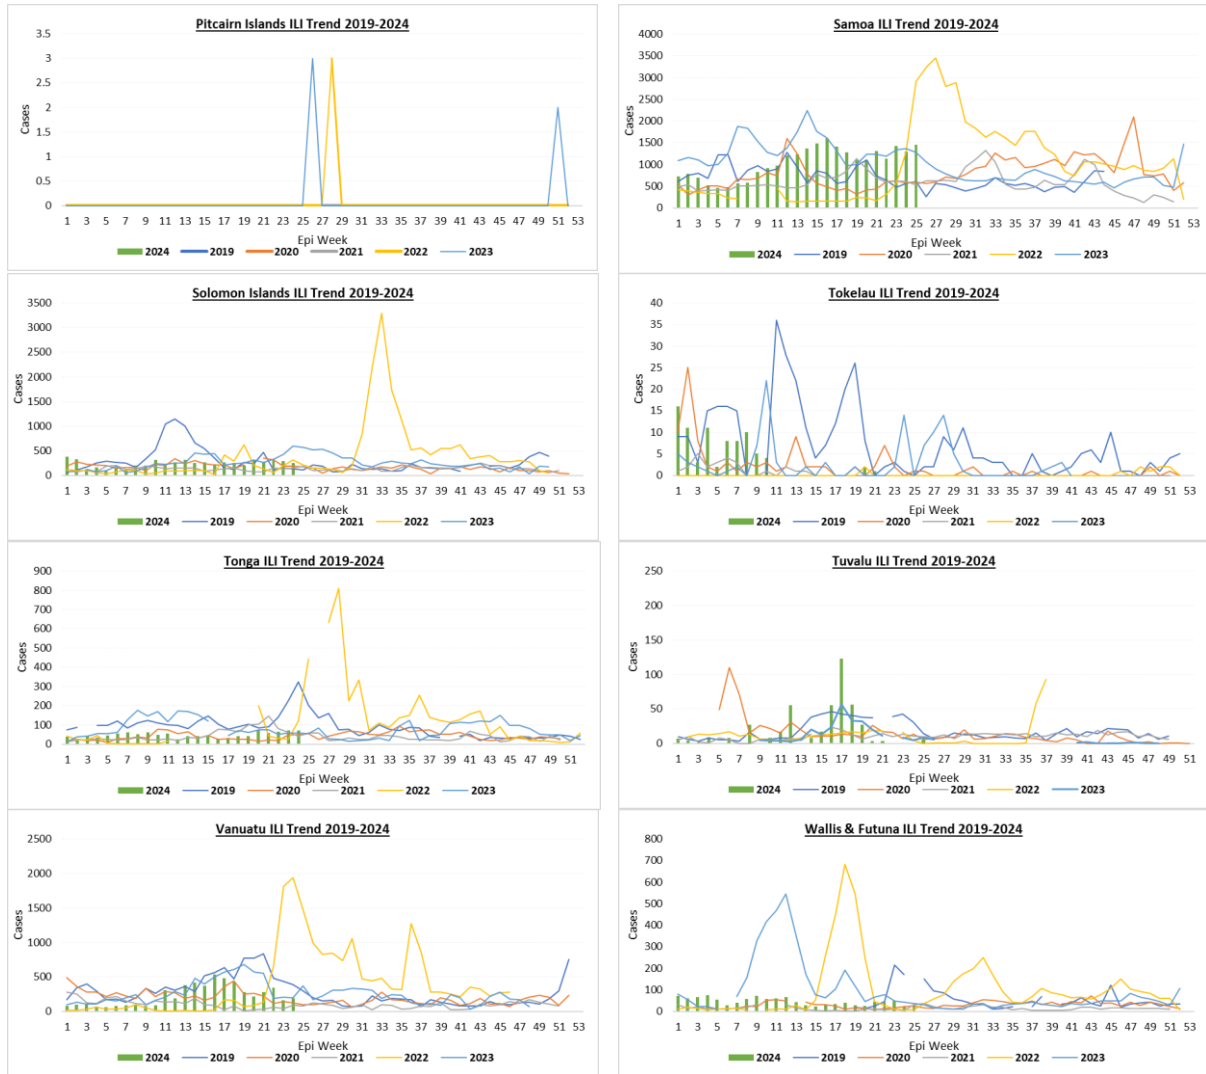 Pitcairn Islands ILI Trend 2019-2024
3.5
3
2.5
2
1.5
1
0.5
0
Cases
1 3 5 7 9 11 13 15 17 19 21 23 25 27 29 31 33 35 37 39 41 43 45 47 49 51 53
Epi Week
2024 2019 2020 2021 2022 2023
Samoa ILI Trend 2019-2024
4000
3500
3000
2500
2000
1500
1000
500
0
Cases
1 3 5 7 9 11 13 15 17 19 21 23 25 27 29 31 33 35 37 39 41 43 45 47 49 51 53
Epi Week
2024 2019 2020 2021 2022 2023
Solomon Islands ILI Trend 2019-2024
3500
3000
2500
2000
1500
1000
500
0
Cases
1 3 5 7 9 11 13 15 17 19 21 23 25 27 29 31 33 35 37 39 41 43 45 47 49 51 53
Epi Week
2024 2019 2020 2021 2022 2023
Tokelau ILI Trend 2019-2024
40
35
30
25
20
15
10
5
0
Cases
1 3 5 7 9 11 13 15 17 19 21 23 25 27 29 31 33 35 37 39 41 43 45 47 49 51 53
Epi Week
2024 2019 2020 2021 2022 2023
Tonga ILI Trend 2019-2024
900
800
700
600
500
400
300
200
100
0
Cases
1 3 5 7 9 11 13 15 17 19 21 23 25 27 29 31 33 35 37 39 41 43 45 47 49 51
Epi Week
2024 2019 2020 2021 2022 2023
Tuvalu ILI Trend 2019-2024
250
200
150
100
50
0
Cases
1 3 5 7 9 11 13 15 17 19 21 23 25 27 29 31 33 35 37 39 41 43 45 47 49 51
Epi Week
2024 2019 2020 2021 2022 2023
Vanuatu ILI Trend 2019-2024
2500
2000
1500
1000
500
0
Cases
1 3 5 7 9 11 13 15 17 19 21 23 25 27 29 31 33 35 37 39 41 43 45 47 49 51 53
Epi Week
2024 2019 2020 2021 2022 2023
Wallis & Futuna ILI Trend 2019-2024
800
700
600
500
400
300
200
100
0
Cases
1 3 5 7 9 11 13 15 17 19 21 23 25 27 29 31 33 35 37 39 41 43 45 47 49 51 53
Epi Week
2024 2019 2020 2021 2022 2023